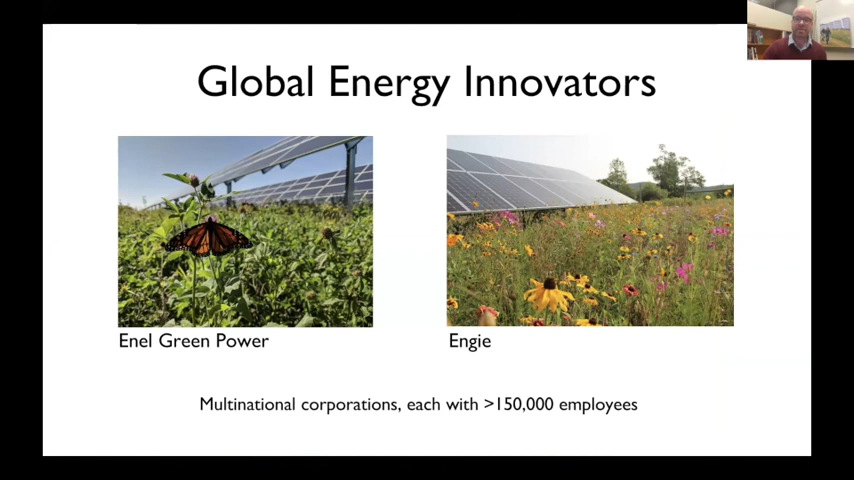 Global Energy Innovators
Enel Green Power
Engie
Multinational corporations, each with >150,000 employees